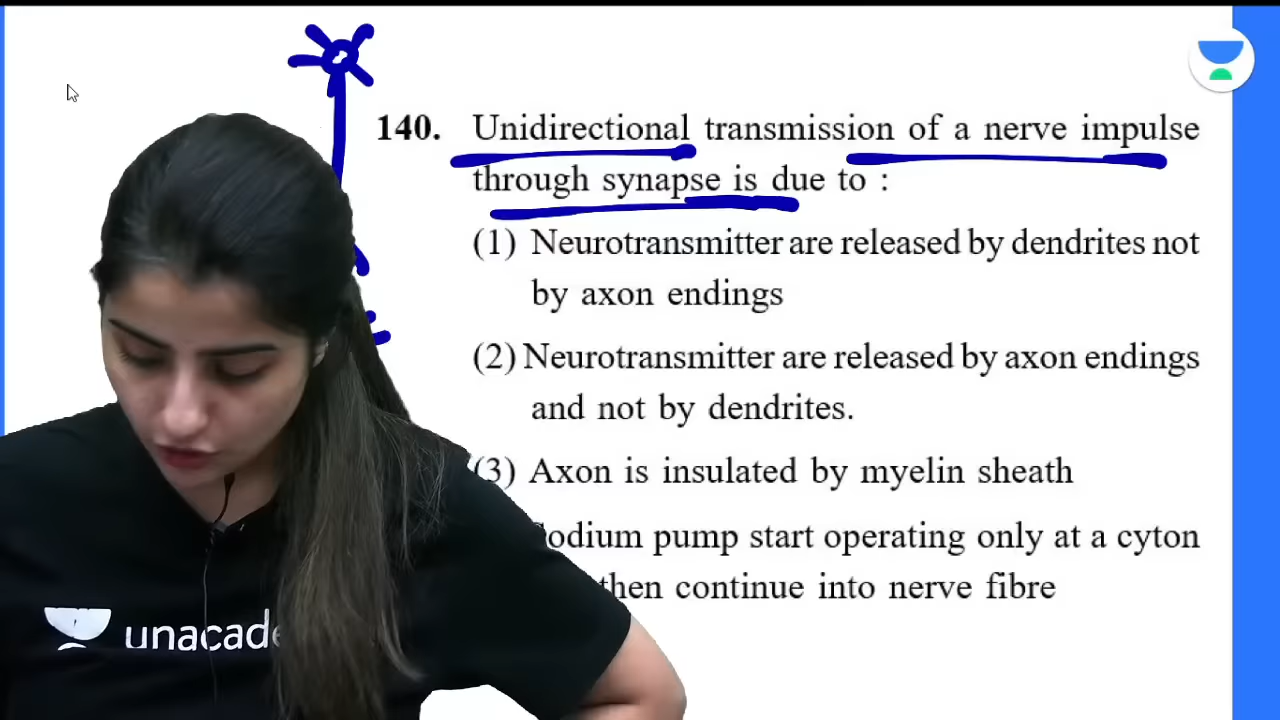 140. Unidirectional transmission of a nerve impulse
through synapse is due to :
(1) Neurotransmitter are released by dendrites not
by axon endings
(2) Neurotransmitter are released by axon endings
and not by dendrites.
(3) Axon is insulated by myelin sheath
odium pump start operating only at a cyton
then continue into nerve fibre
unacade